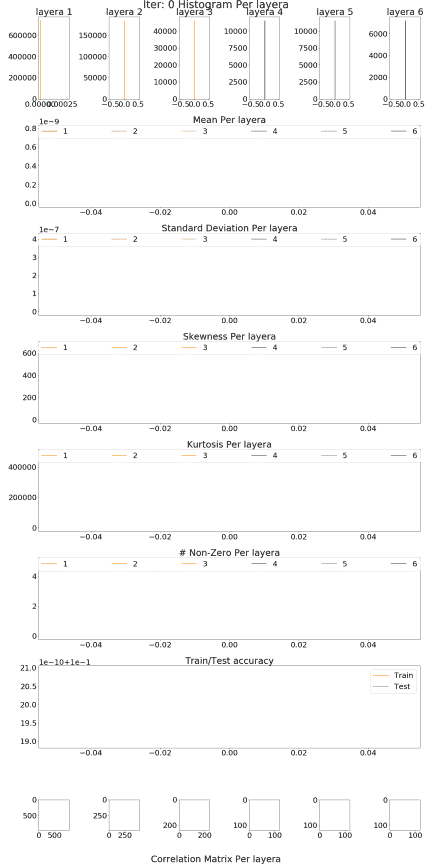 Iter: 0 Histogram Per layera
layera 1 layera 2 layera 3 layera 4 layera 5 layera 6
600000 150000 40000 10000 10000 6000
400000 100000 30000 7500 7500 4000
200000 50000 20000 5000 5000 2000
10000 2500 2500
0 0 0 0 0 0
0.00000 0.00025 −0.5 0.0 0.5 −0.5 0.0 0.5 −0.5 0.0 0.5 −0.5 0.0 0.5 −0.5 0.0 0.5
1e−9 Mean Per layera
0.8 1 2 3 4 5 6
0.6
0.4
0.2
0.0
−0.04 −0.02 0.00 0.02 0.04
1e−7 Standard Deviation Per layera
4 1 2 3 4 5 6
3
2
1
0
−0.04 −0.02 0.00 0.02 0.04
Skewness Per layera
600 1 2 3 4 5 6
400
200
0
−0.04 −0.02 0.00 0.02 0.04
Kurtosis Per layera
1 2 3 4 5 6
400000
200000
0
−0.04 −0.02 0.00 0.02 0.04
# Non-Zero Per layera
1 2 3 4 5 6
4
2
0
−0.04 −0.02 0.00 0.02 0.04
1e−10+1e−1 Train/Test accuracy
21.0 Train
20.5 Test
20.0
19.5
19.0
−0.04 −0.02 0.00 0.02 0.04
0 0 0 0 0 0
500 250 200 100 100 100
0 500 0 250 0 200 0 100 0 100 0 100
Correlation Matrix Per layera